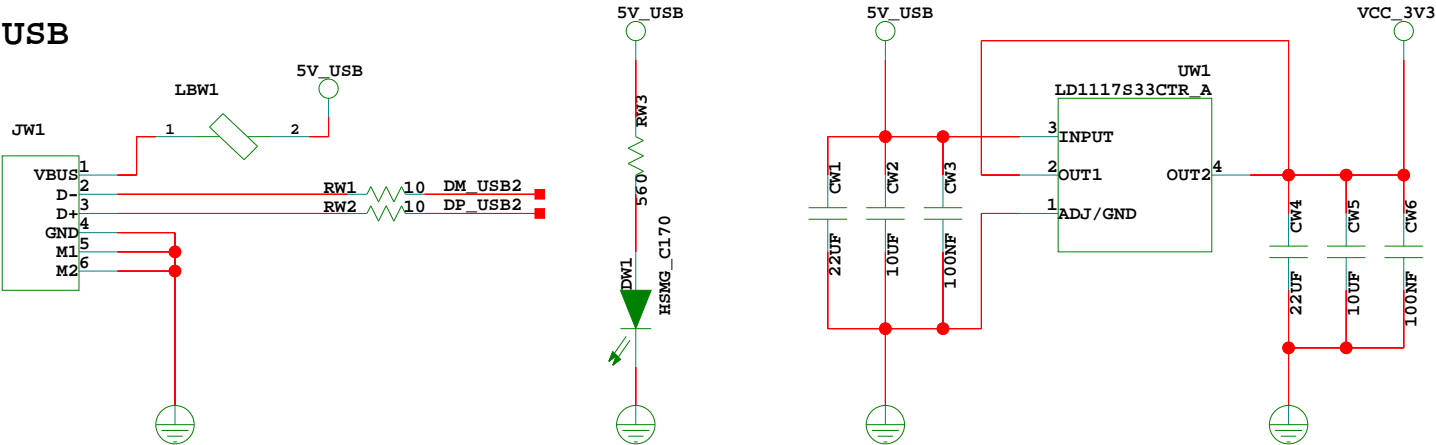 USB
JW1
VBUS 1
D- 2
D+ 3
GND 4
M1 5
M2 6
LBW1
1 2
5V_USB
RW1 10 DM_USB2
RW2 10 DP_USB2
5V_USB
RW3
560
DW1
HSMG_C170
5V_USB
CW1
22UF
CW2
10UF
CW3
100NF
UW1
LD1117S33CTR_A
3 INPUT
2 OUT1 OUT2 4
1 ADJ/GND
VCC_3V3
CW4
22UF
CW5
10UF
CW6
100NF